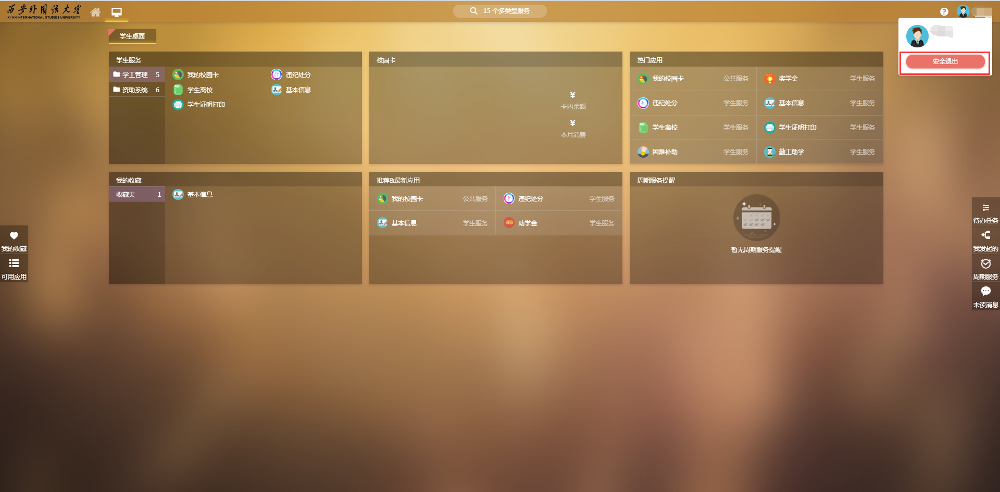 西安外国语大学
XI'AN INTERNATIONAL STUDIES UNIVERSITY
15 个多类型服务
?
安全退出
学生桌面
学生服务
学工管理 5
资助系统 6
我的校园卡
违纪处分
学生离校
基本信息
学生证明打印
校园卡
¥
卡内余额
¥
本月消费
热门应用
我的校园卡 公共服务
奖学金 学生服务
违纪处分 学生服务
基本信息 学生服务
学生离校 学生服务
学生证明打印 学生服务
困难补助 学生服务
勤工助学 学生服务
我的收藏
收藏夹 1
基本信息
推荐&最新应用
我的校园卡 公共服务
违纪处分 学生服务
基本信息 学生服务
助学金 学生服务
周期服务提醒
暂无周期服务提醒
我的收藏
可用应用
待办任务
我发起的
周期服务
未读消息